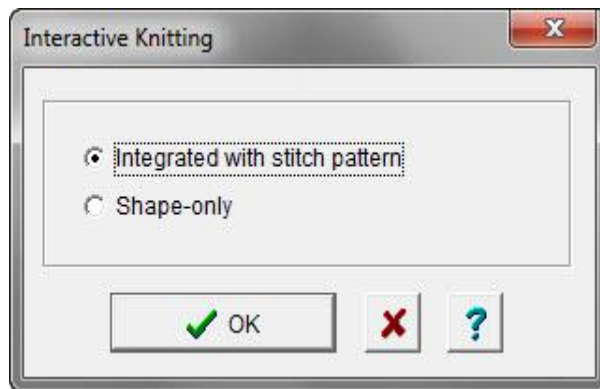 Interactive Knitting
Integrated with stitch pattern
Shape-only
OK
?